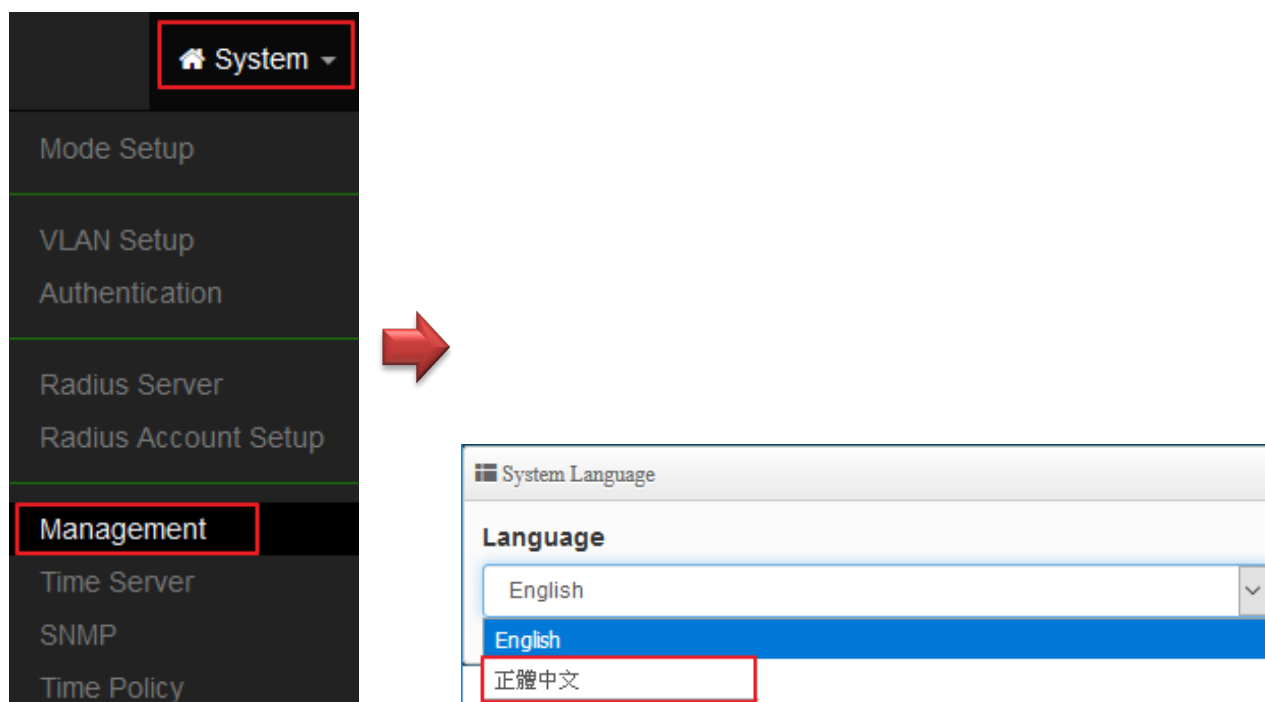 System
Mode Setup
VLAN Setup
Authentication
Radius Server
Radius Account Setup
Management
Time Server
SNMP
Time Policy
System Language
Language
English
English
正體中文